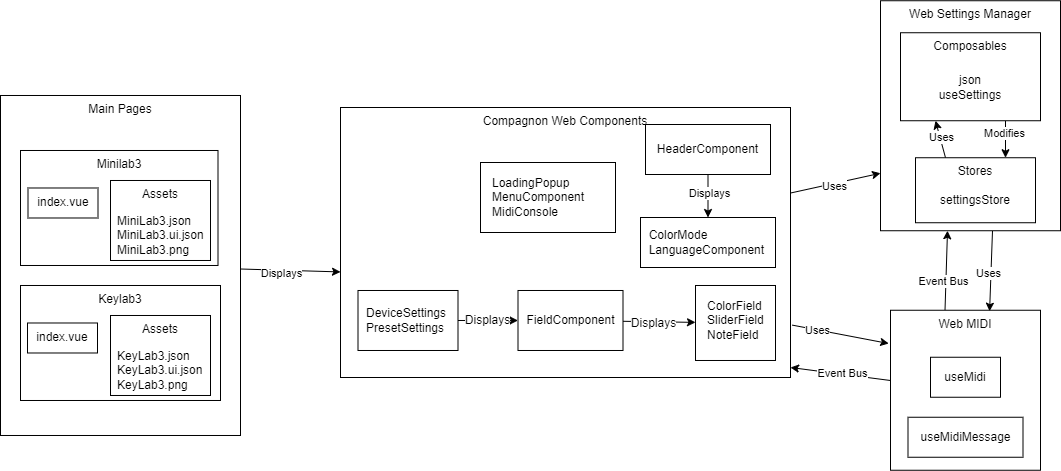 Main Pages
Minilab3
index.vue
Assets
MiniLab3.json
MiniLab3.ui.json
MiniLab3.png
Keylab3
index.vue
Assets
KeyLab3.json
KeyLab3.ui.json
KeyLab3.png
Displays
Compagnon Web Components
HeaderComponent
LoadingPopup
MenuComponent
MidiConsole
Displays
ColorMode
LanguageComponent
DeviceSettings
PresetSettings
Displays
FieldComponent
Displays
ColorField
SliderField
NoteField
Uses
Uses
Event Bus
Web Settings Manager
Composables
json
useSettings
Uses
Modifies
Stores
settingsStore
Event Bus
Uses
Web MIDI
useMidi
useMidiMessage